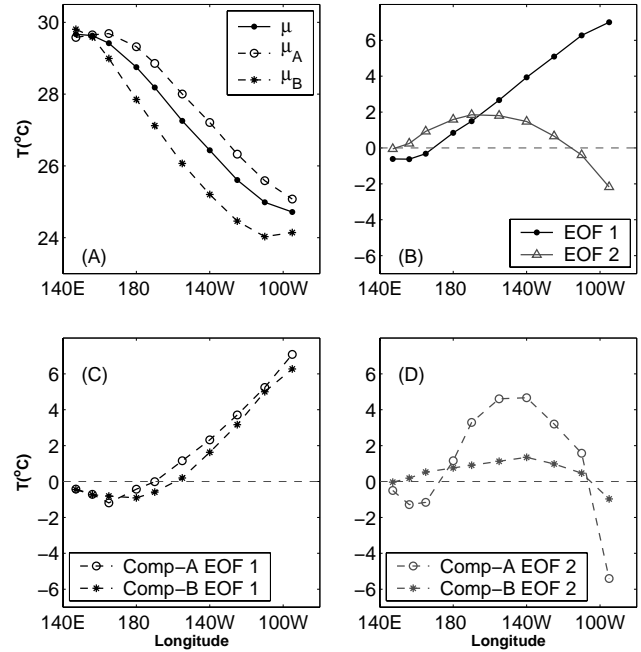 30
28
26
24
T(°C)
(A)
μ
μA
μB
140E 180 140W 100W
6
4
2
0
−2
−4
−6
(B)
EOF 1
EOF 2
140E 180 140W 100W
6
4
2
0
−2
−4
−6
T(°C)
(C)
Comp−A EOF 1
Comp−B EOF 1
140E 180 140W 100W
Longitude
6
4
2
0
−2
−4
−6
(D)
Comp−A EOF 2
Comp−B EOF 2
140E 180 140W 100W
Longitude